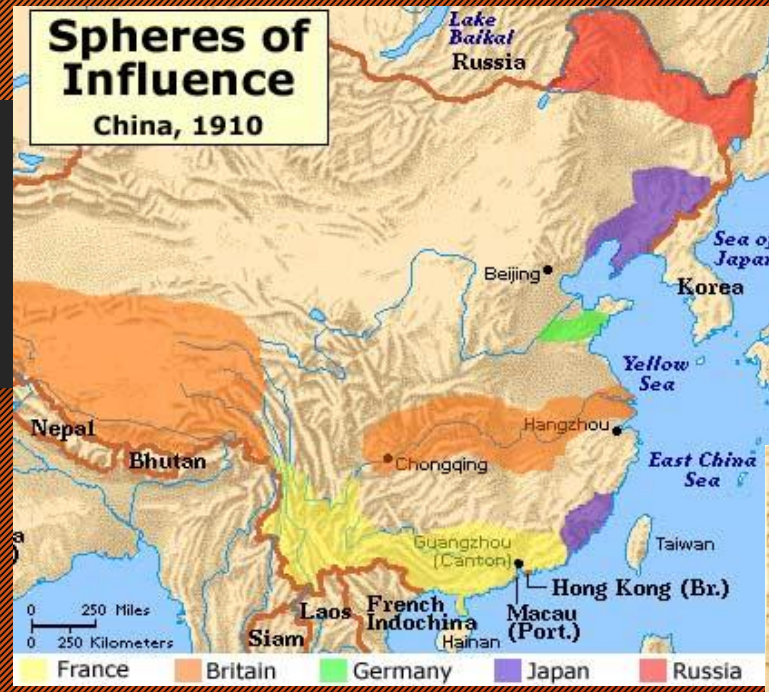 Spheres of
Influence
China, 1910
Lake
Baikal
Russia
Sea of
Japan
Beijing
Korea
Yellow
Sea
Nepal
Bhutan
Hangzhou
Chongqing
East China
Sea
Guangzhou
(Canton)
Taiwan
Hong Kong (Br.)
Macau
(Port.)
Laos
French
Indochina
Siam
Hainan
0 250 Miles
0 250 Kilometers
France Britain Germany Japan Russia